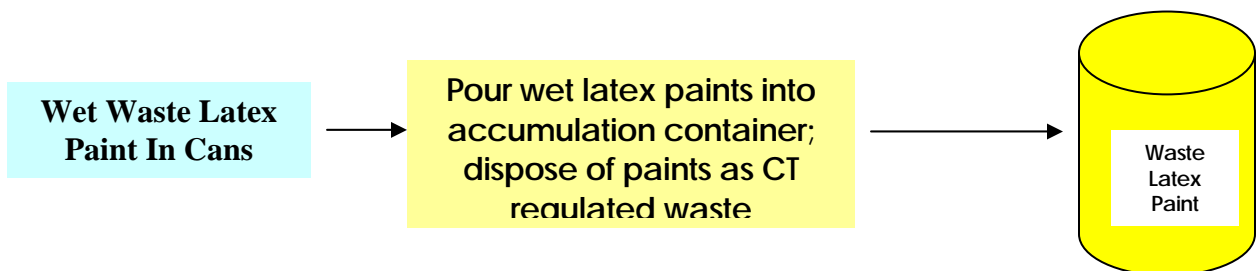 Wet Waste Latex
Paint In Cans
Pour wet latex paints into
accumulation container;
dispose of paints as CT
regulated waste
Waste
Latex
Paint